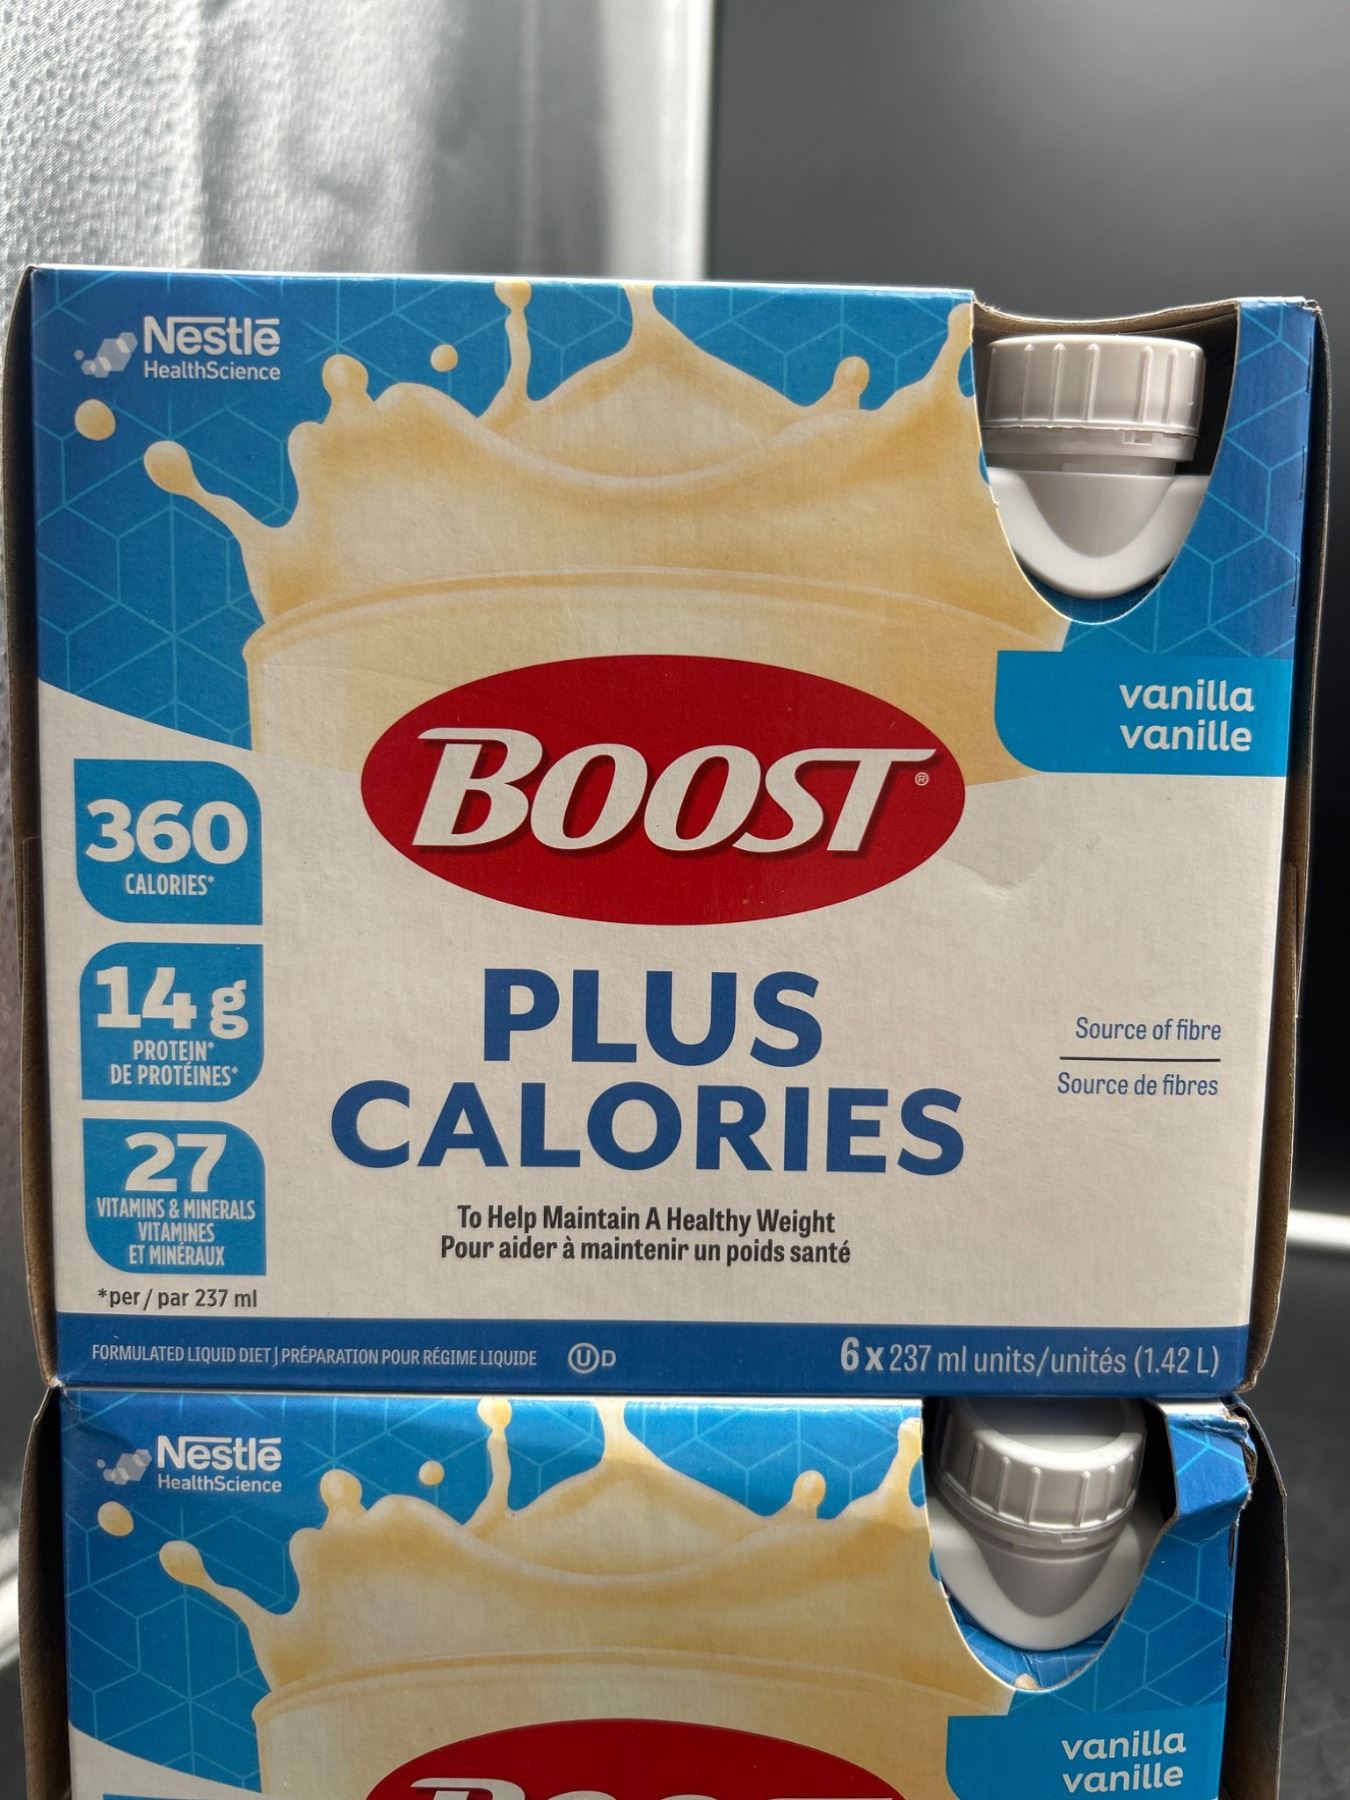 Nestlé
HealthScience
vanilla
vanille
BOOST®
360
CALORIES*
14 g
PROTEIN*
DE PROTÉINES*
27
VITAMINS & MINERALS
VITAMINES
ET MINÉRAUX
*per / par 237 ml
PLUS
CALORIES
Source of fibre
Source de fibres
To Help Maintain A Healthy Weight
Pour aider à maintenir un poids santé
FORMULATED LIQUID DIET | PRÉPARATION POUR RÉGIME LIQUIDE
U D
6 x 237 ml units/unités (1.42 L)
Nestlé
HealthScience
vanilla
vanille
BOOST